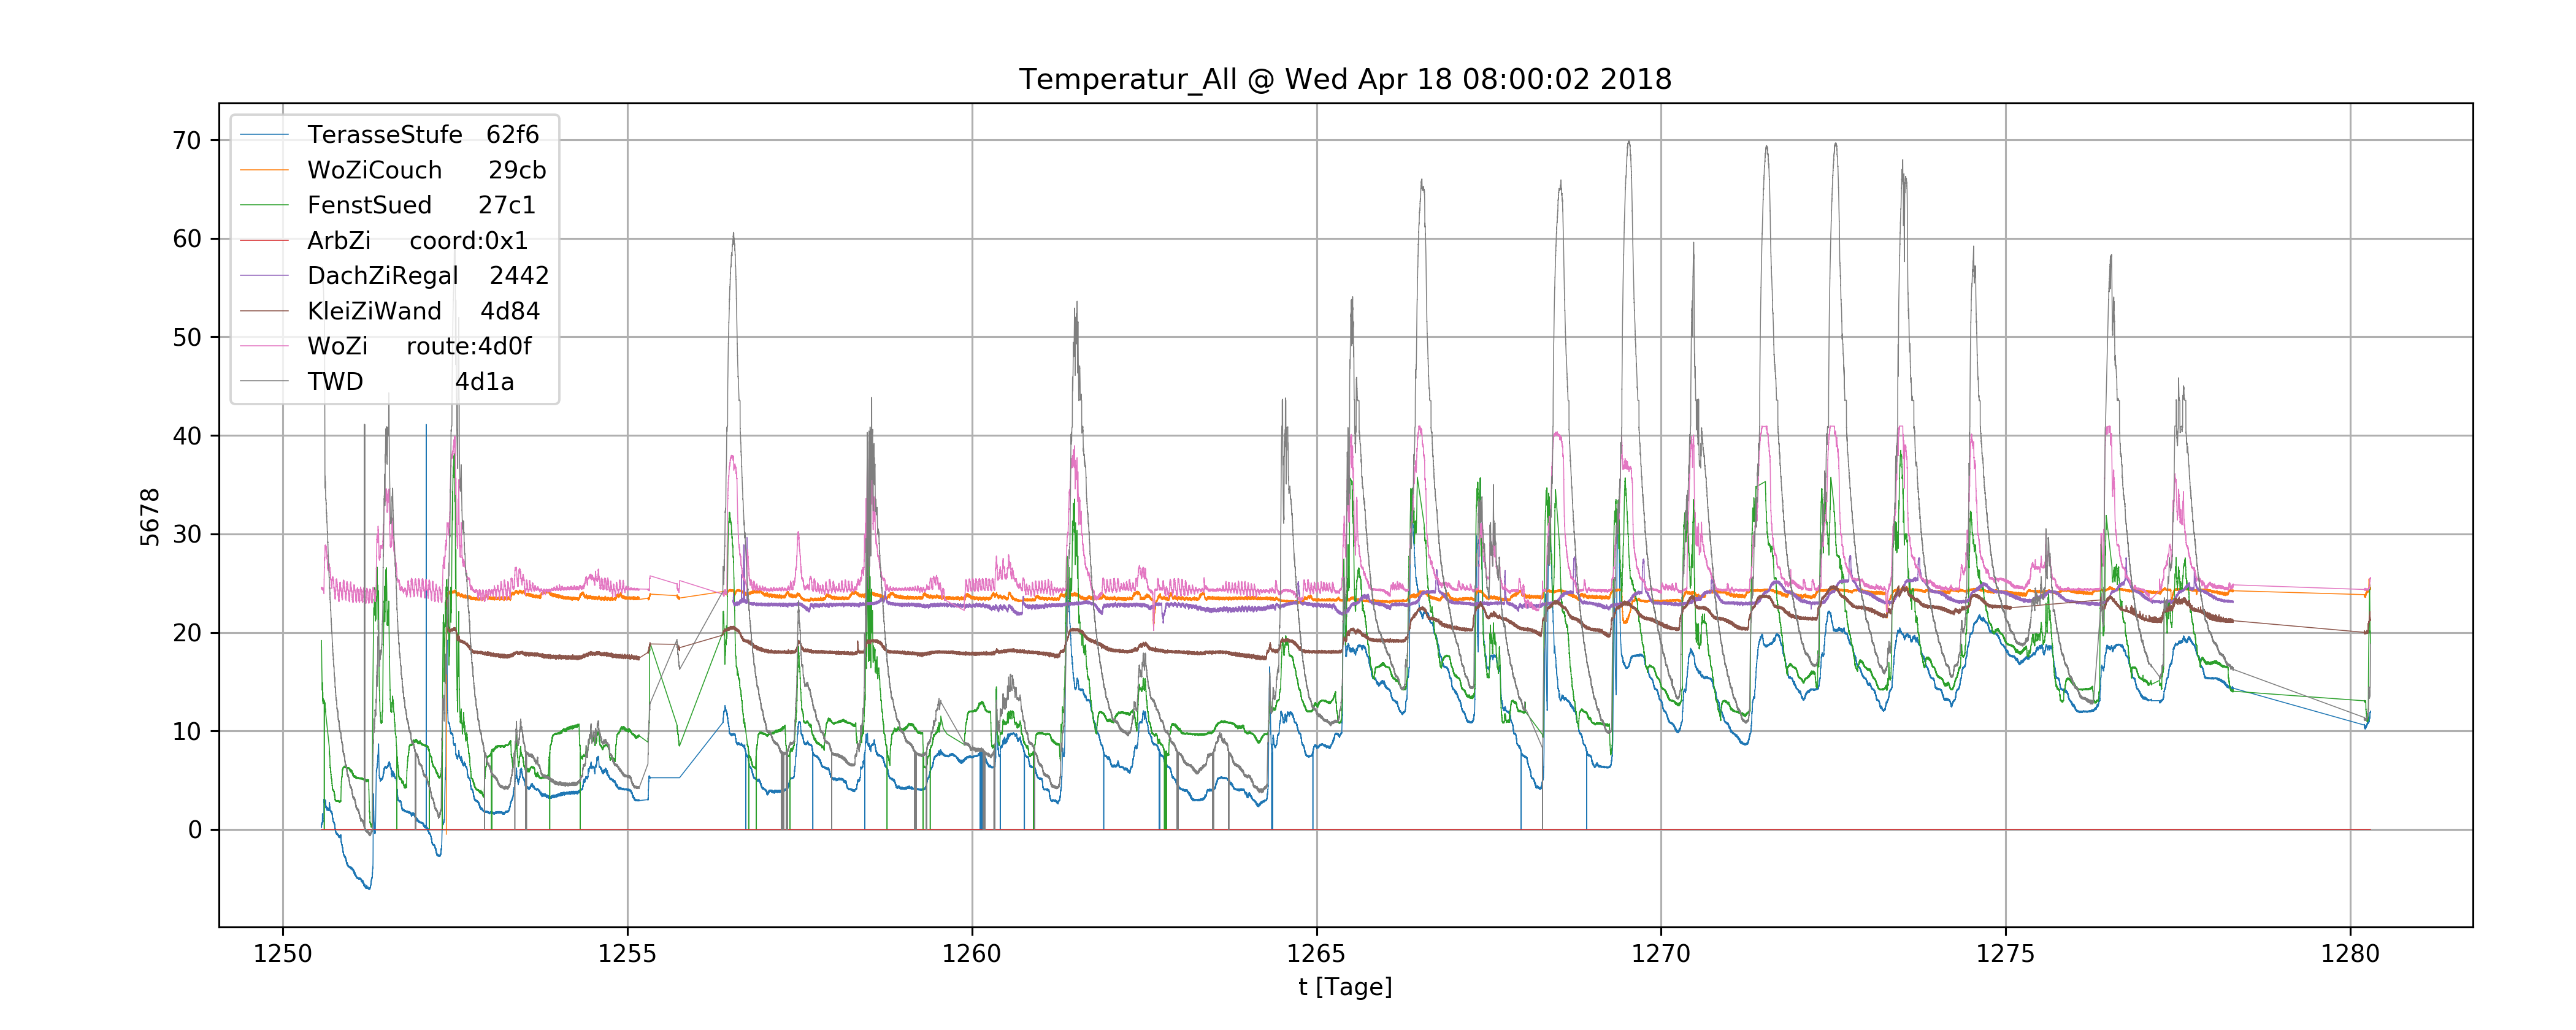 Temperatur_All @ Wed Apr 18 08:00:02 2018
TerasseStufe 62f6
WoZiCouch 29cb
FenstSued 27c1
ArbZi coord:0x1
DachZiRegal 2442
KleiZiWand 4d84
WoZi route:4d0f
TWD 4d1a
70
60
50
40
30
20
10
0
5678
1250 1255 1260 1265 1270 1275 1280
t [Tage]